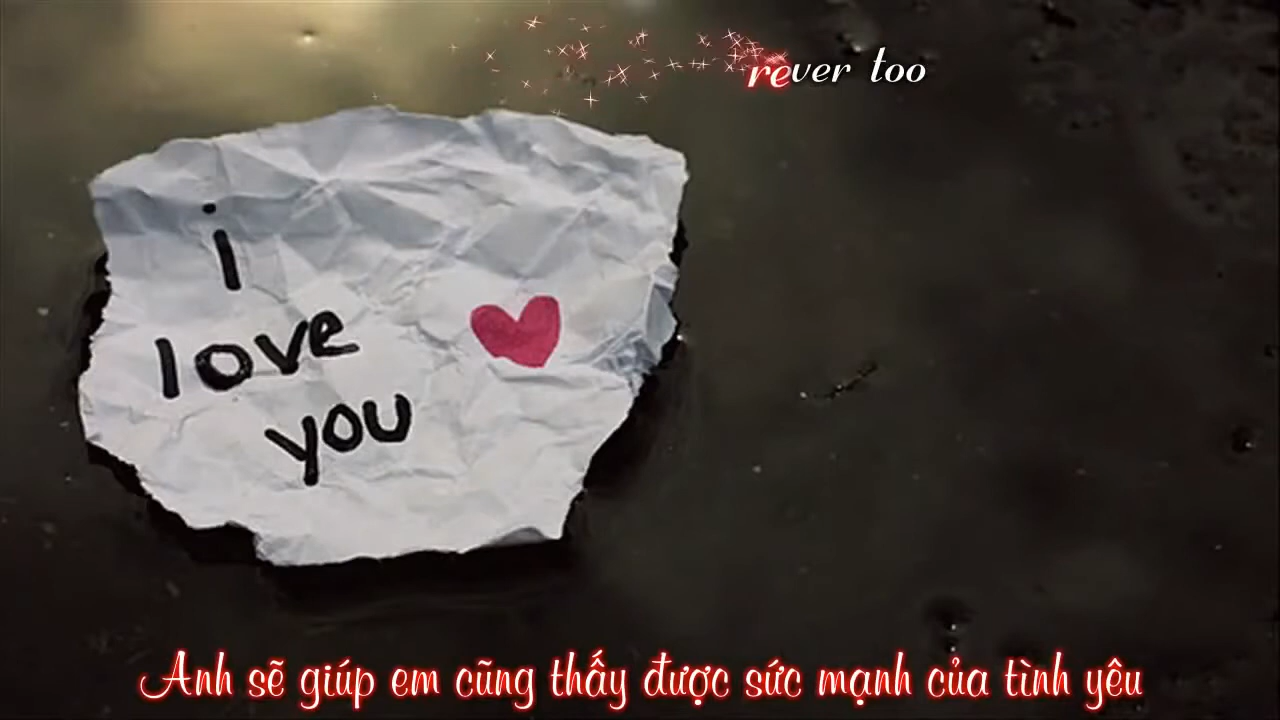 rever too
i
love
you
Anh sẽ giúp em cũng thấy được sức mạnh của tình yêu